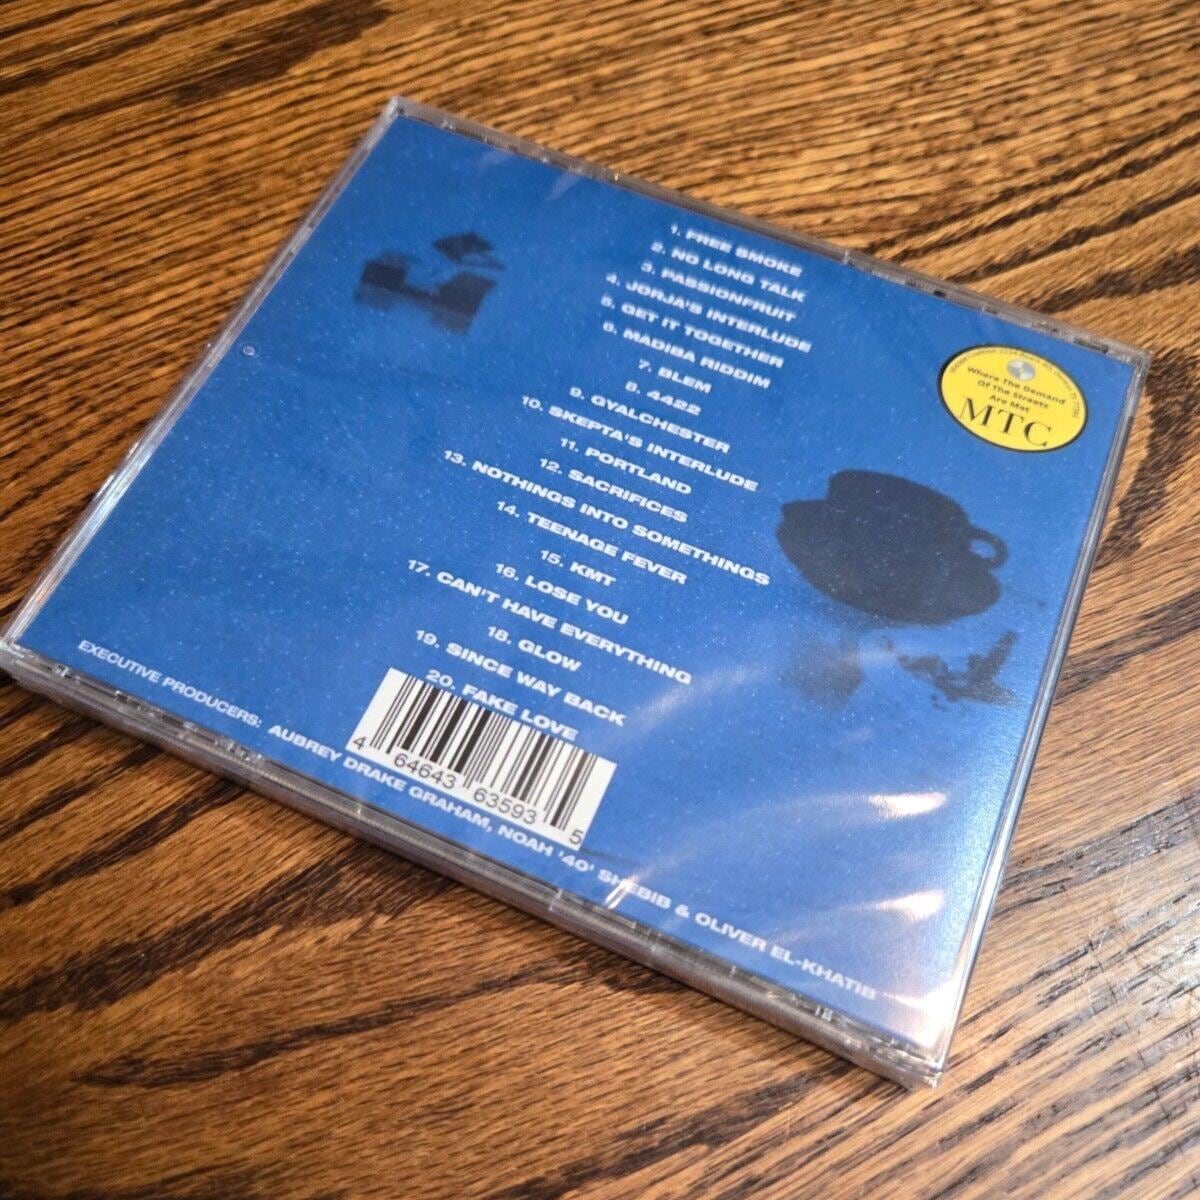 1. FREE SMOKE
2. NO LONG TALK
3. PASSIONFRUIT
4. JORJA'S INTERLUDE
5. GET IT TOGETHER
6. MADIBA RIDDIM
7. BLEM
8. 4422
9. GYALCHESTER
10. SKEPTA'S INTERLUDE
11. PORTLAND
12. SACRIFICES
13. NOTHINGS INTO SOMETHINGS
14. TEENAGE FEVER
15. KMT
16. LOSE YOU
17. CAN'T HAVE EVERYTHING
18. GLOW
19. SINCE WAY BACK
20. FAKE LOVE
Where The Demand
Of The Streets
Are Met
MTC
4 64643 63593 5
EXECUTIVE PRODUCERS: AUBREY DRAKE GRAHAM, NOAH '40' SHEBIB & OLIVER EL-KHATIB